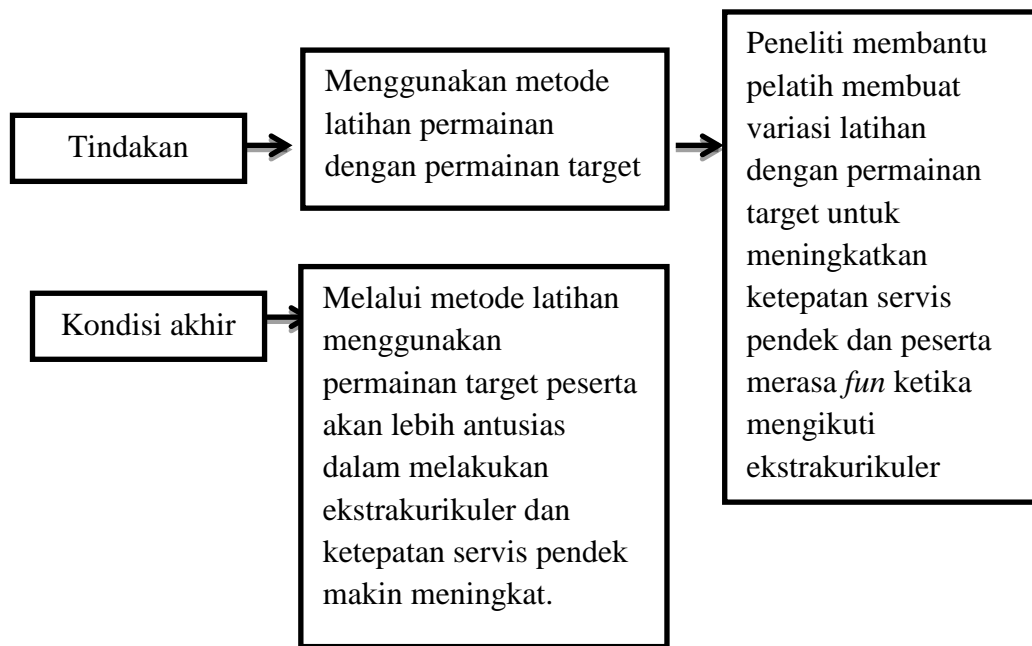 Tindakan
Menggunakan metode
latihan permainan
dengan permainan target
Peneliti membantu
pelatih membuat
variasi latihan
dengan permainan
target untuk
meningkatkan
ketepatan servis
pendek dan peserta
merasa fun ketika
mengikuti
ekstrakurikuler
Kondisi akhir
Melalui metode latihan
menggunakan
permainan target peserta
akan lebih antusias
dalam melakukan
ekstrakurikuler dan
ketepatan servis pendek
makin meningkat.